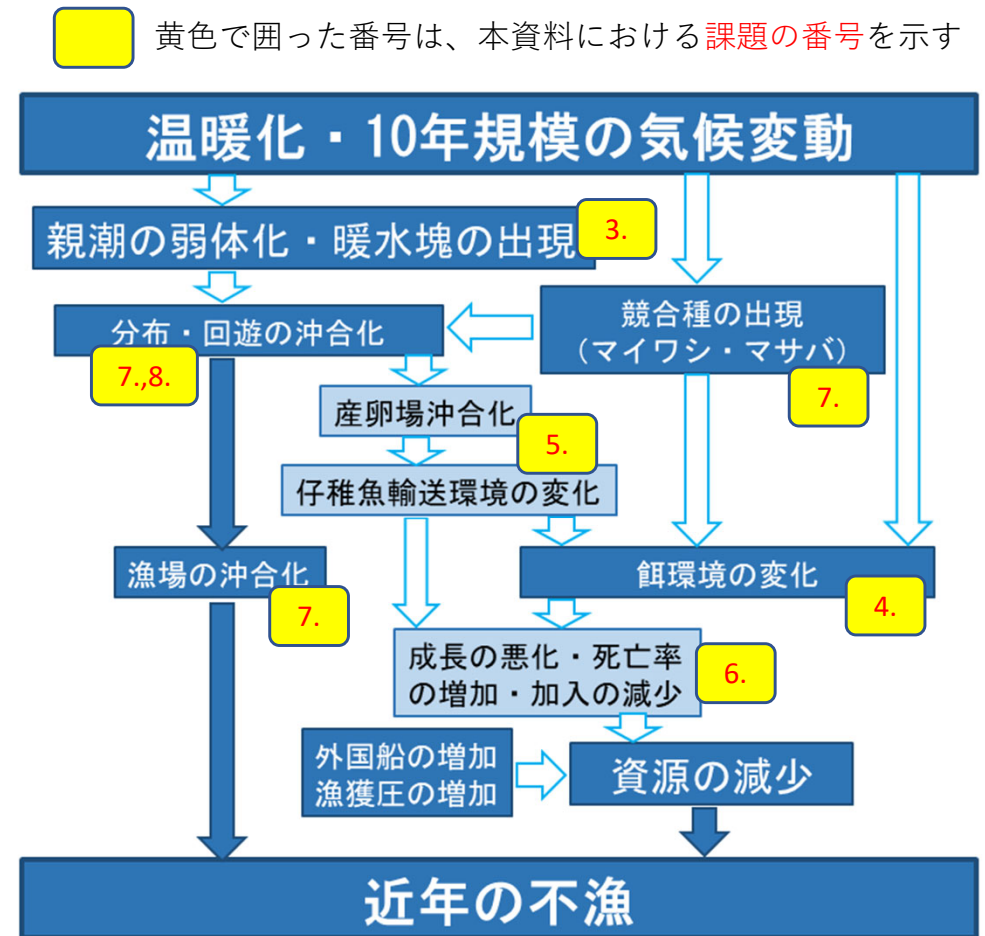 黄色で囲った番号は、本資料における課題の番号を示す
温暖化・10年規模の気候変動
親潮の弱体化・暖水塊の出現
3.
分布・回遊の沖合化
7.,8.
競合種の出現
（マイワシ・マサバ）
7.
産卵場沖合化
5.
仔稚魚輸送環境の変化
漁場の沖合化
7.
餌環境の変化
4.
成長の悪化・死亡率
の増加・加入の減少
6.
外国船の増加
漁獲圧の増加
資源の減少
近年の不漁